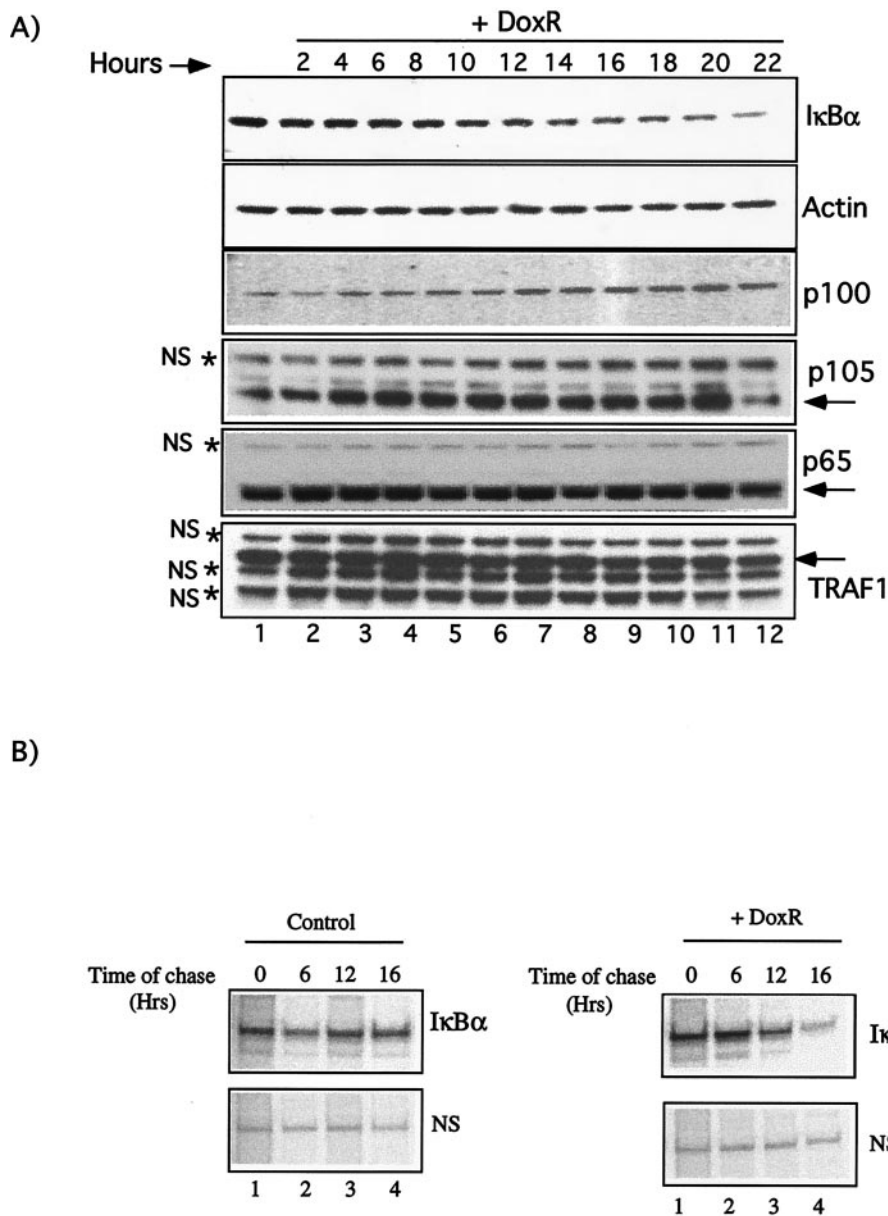 A)
+ DoxR
Hours → 2 4 6 8 10 12 14 16 18 20 22
IκBα
Actin
p100
NS * p105
NS * p65
NS *
NS * TRAF1
NS *
1 2 3 4 5 6 7 8 9 10 11 12
B)
Control
Time of chase (Hrs) 0 6 12 16
IκBα
NS
1 2 3 4
+ DoxR
Time of chase (Hrs) 0 6 12 16
Iκ
NS
1 2 3 4